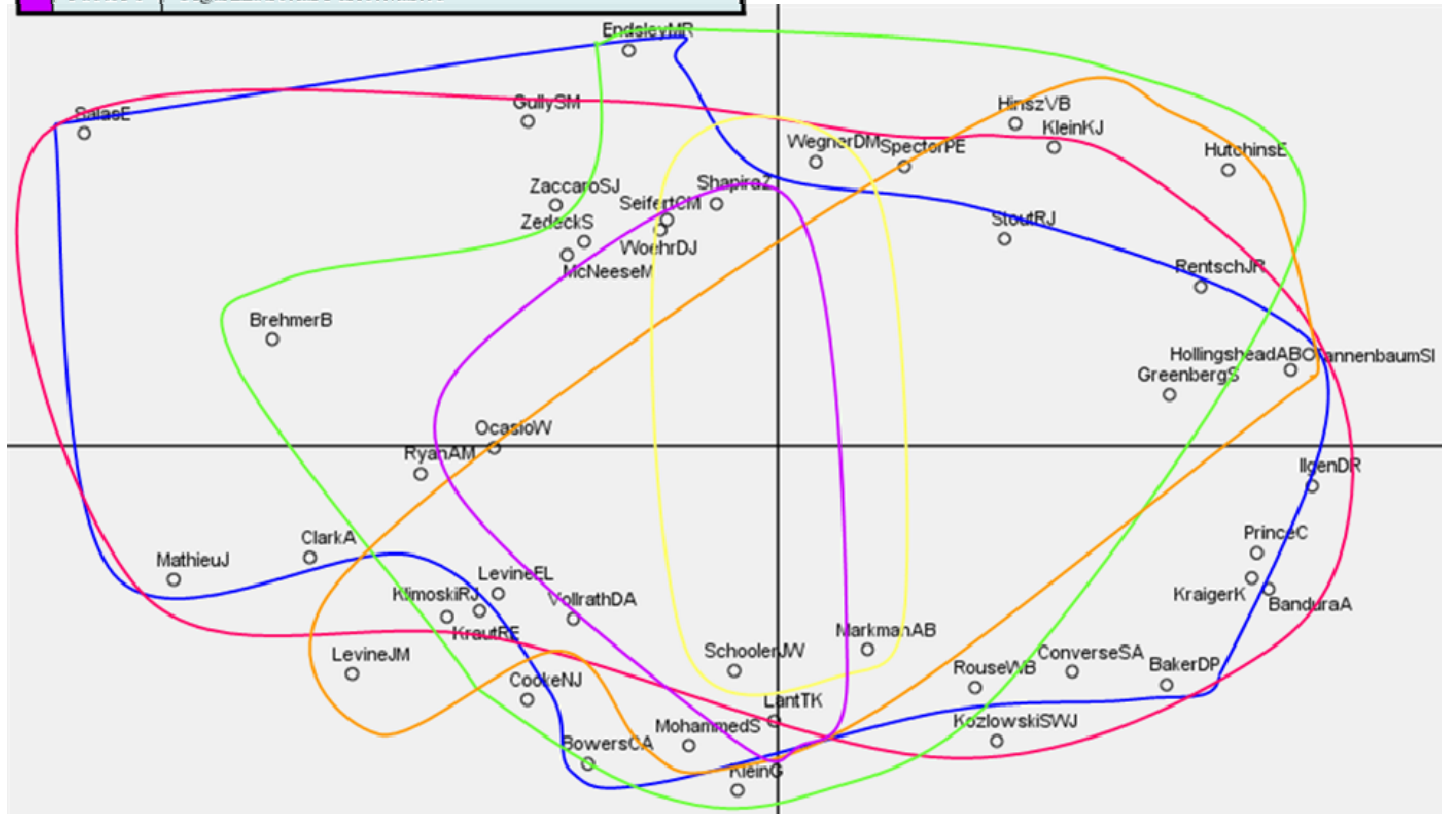 EndsleyMR
SalasE
GullySM
HinszVB
KleinKJ
WegnerDM
SpectorPE
HutchinsE
ZaccaroSJ
ShapiraZ
SeifertCM
ZedeckS
WoehrDJ
McNeeseM
StoutRJ
RentschJR
BrehmerB
HollingsheadAB
TannenbaumSI
GreenbergS
OcasioW
RyanAM
IlgenDR
ClarkA
PrinceC
MathieuJ
LevineEL
KlimoskiRJ
VollrathDA
KraigerK
BanduraA
KrautRE
MarkmanAB
SchoolerJW
LevineJM
ConverseSA
RouseWB
BakerDP
CookeNJ
LantTK
MohammedS
KozlowskiSWJ
BowersCA
KleinG